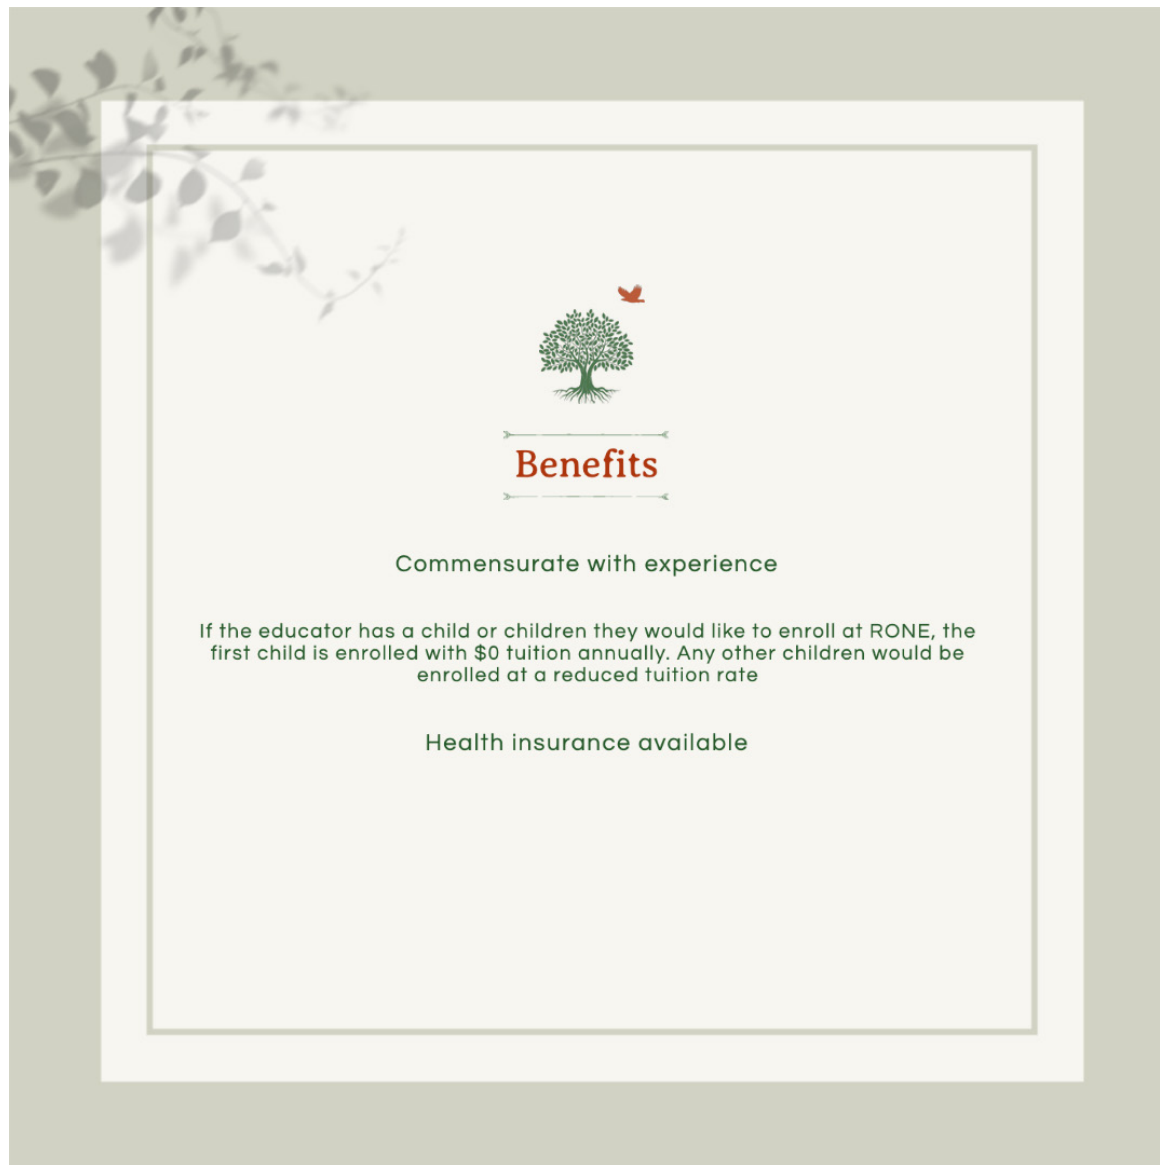 Benefits
Commensurate with experience
If the educator has a child or children they would like to enroll at RONE, the
first child is enrolled with $0 tuition annually. Any other children would be
enrolled at a reduced tuition rate
Health insurance available